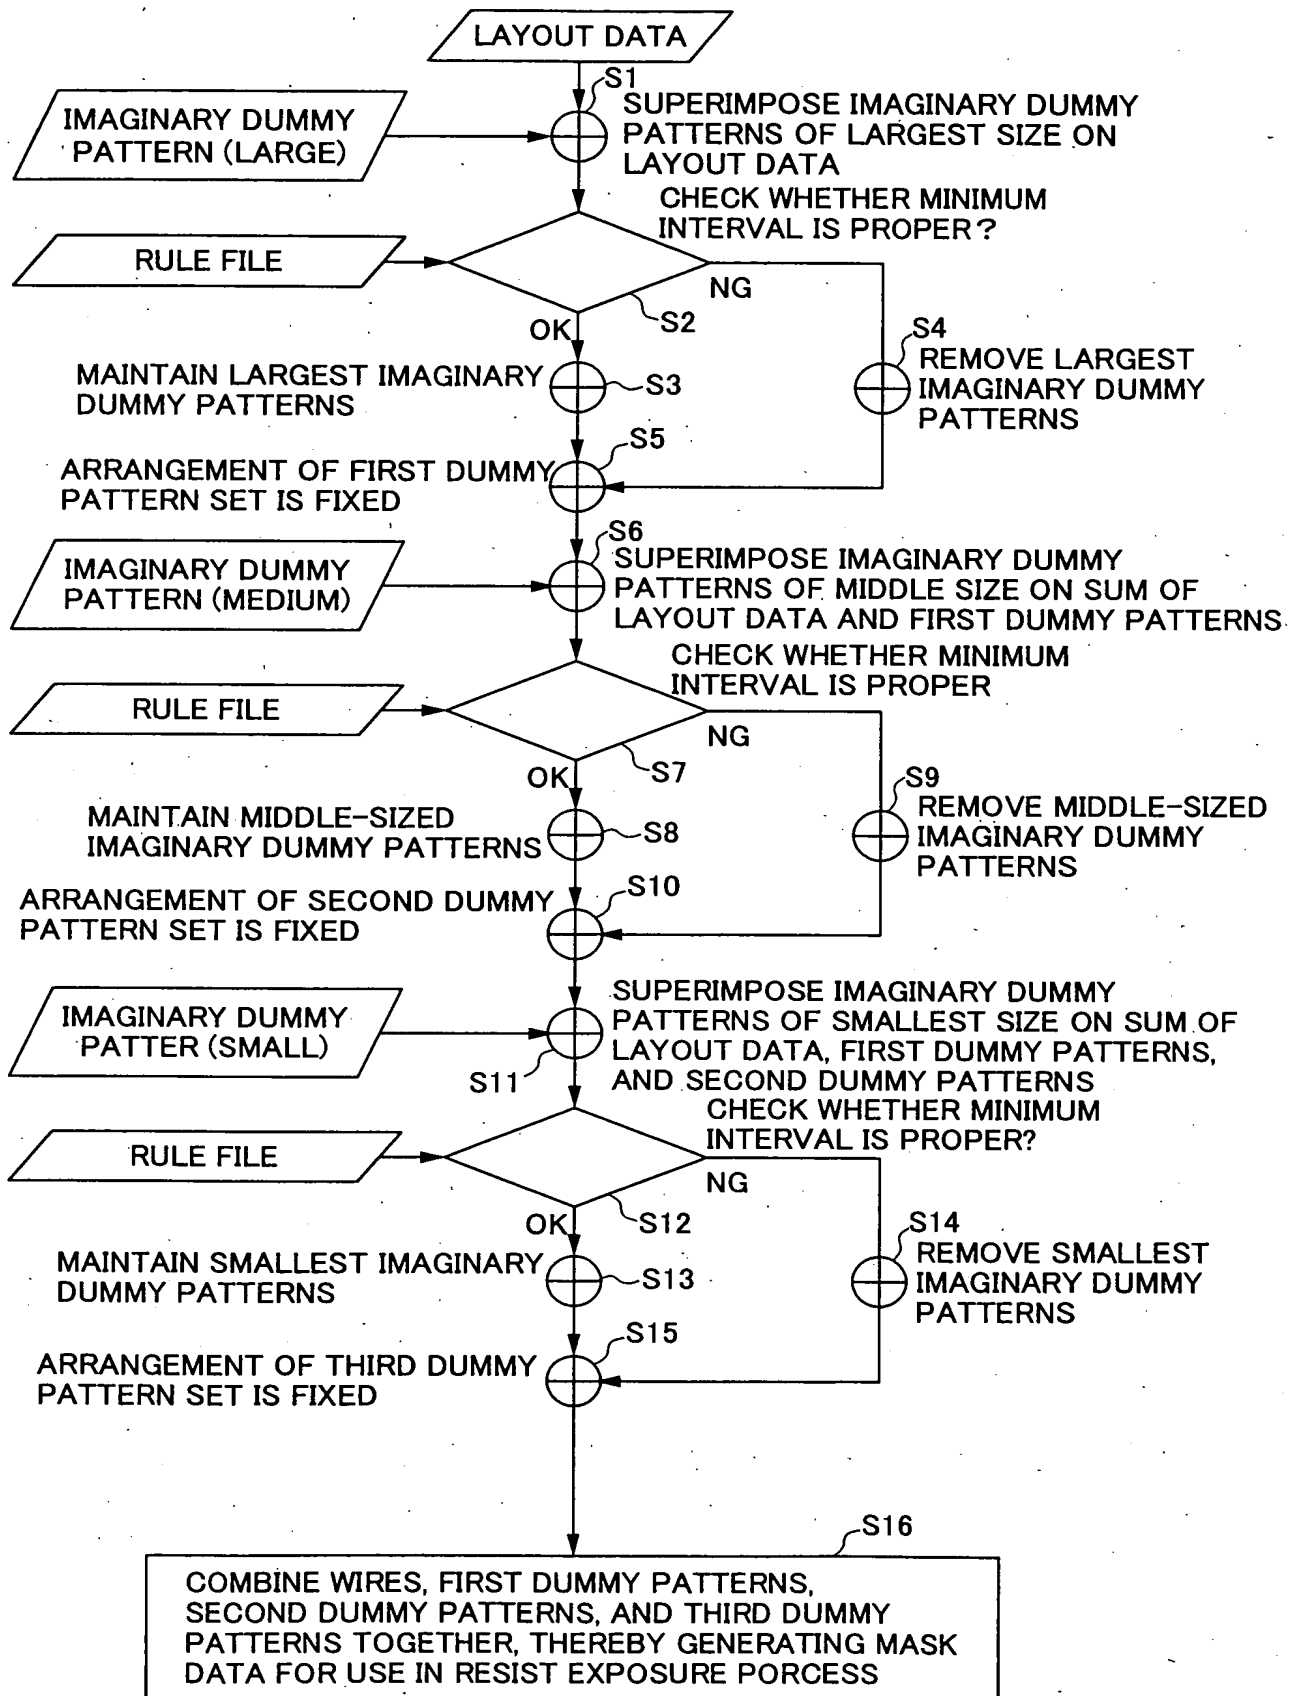 LAYOUT DATA
S1
SUPERIMPOSE IMAGINARY DUMMY
PATTERNS OF LARGEST SIZE ON
LAYOUT DATA
IMAGINARY DUMMY
PATTERN (LARGE)
CHECK WHETHER MINIMUM
INTERVAL IS PROPER?
RULE FILE
NG
S2
OK
S4
REMOVE LARGEST
IMAGINARY DUMMY
PATTERNS
MAINTAIN LARGEST IMAGINARY
DUMMY PATTERNS
S3
S5
ARRANGEMENT OF FIRST DUMMY
PATTERN SET IS FIXED
S6
SUPERIMPOSE IMAGINARY DUMMY
PATTERNS OF MIDDLE SIZE ON SUM OF
LAYOUT DATA AND FIRST DUMMY PATTERNS
IMAGINARY DUMMY
PATTERN (MEDIUM)
CHECK WHETHER MINIMUM
INTERVAL IS PROPER
RULE FILE
NG
S7
OK
S9
REMOVE MIDDLE-SIZED
IMAGINARY DUMMY
PATTERNS
MAINTAIN MIDDLE-SIZED
IMAGINARY DUMMY PATTERNS
S8
S10
ARRANGEMENT OF SECOND DUMMY
PATTERN SET IS FIXED
SUPERIMPOSE IMAGINARY DUMMY
PATTERNS OF SMALLEST SIZE ON SUM OF
LAYOUT DATA, FIRST DUMMY PATTERNS,
AND SECOND DUMMY PATTERNS
IMAGINARY DUMMY
PATTER (SMALL)
S11
CHECK WHETHER MINIMUM
INTERVAL IS PROPER?
RULE FILE
NG
S12
OK
S14
REMOVE SMALLEST
IMAGINARY DUMMY
PATTERNS
MAINTAIN SMALLEST IMAGINARY
DUMMY PATTERNS
S13
S15
ARRANGEMENT OF THIRD DUMMY
PATTERN SET IS FIXED
S16
COMBINE WIRES, FIRST DUMMY PATTERNS,
SECOND DUMMY PATTERNS, AND THIRD DUMMY
PATTERNS TOGETHER, THEREBY GENERATING MASK
DATA FOR USE IN RESIST EXPOSURE PORCESS